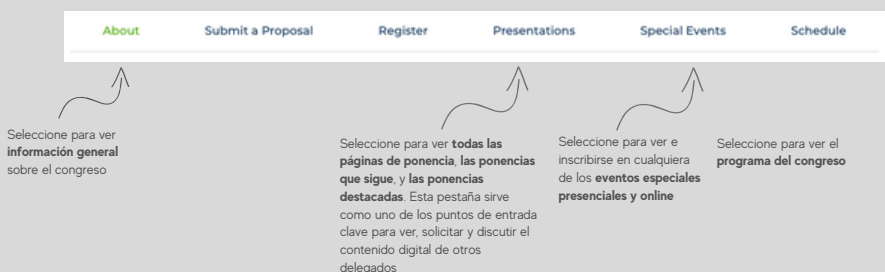 About Submit a Proposal Register Presentations Special Events Schedule
Seleccione para ver
información general
sobre el congreso
Seleccione para ver todas las
páginas de ponencia, las ponencias
que sigue, y las ponencias
destacadas. Esta pestaña sirve
como uno de los puntos de entrada
clave para ver, solicitar y discutir el
contenido digital de otros
delegados
Seleccione para ver e
inscribirse en cualquiera
de los eventos especiales
presenciales y online
Seleccione para ver el
programa del congreso